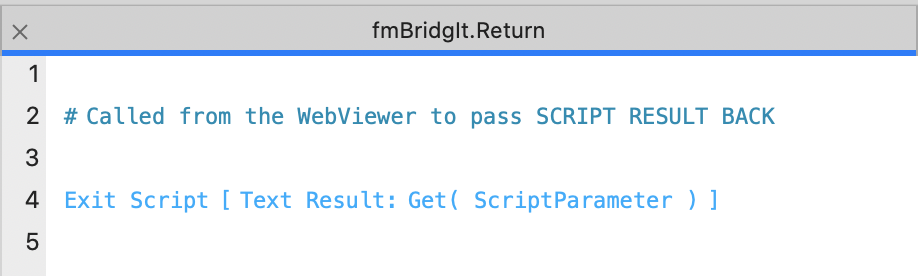 fmBridgIt.Return
1
2 # Called from the WebViewer to pass SCRIPT RESULT BACK
3
4 Exit Script [ Text Result: Get( ScriptParameter ) ]
5